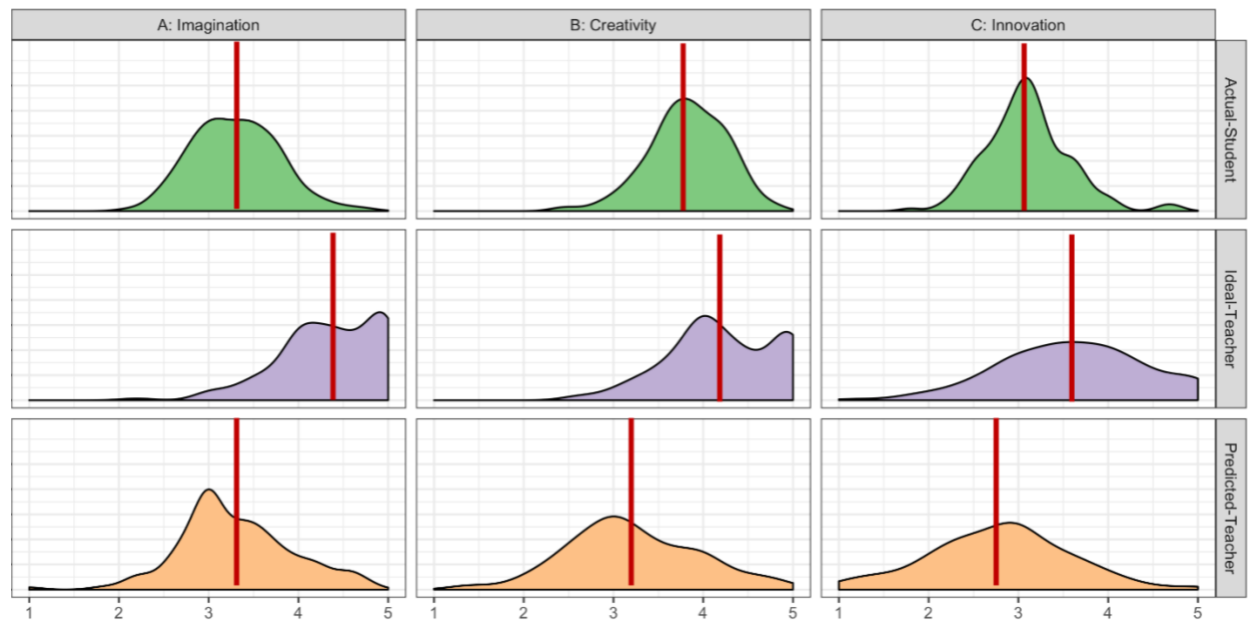 A: Imagination
B: Creativity
C: Innovation
Actual-Student
Ideal-Teacher
Predicted-Teacher
1 2 3 4 5
1 2 3 4 5
1 2 3 4 5